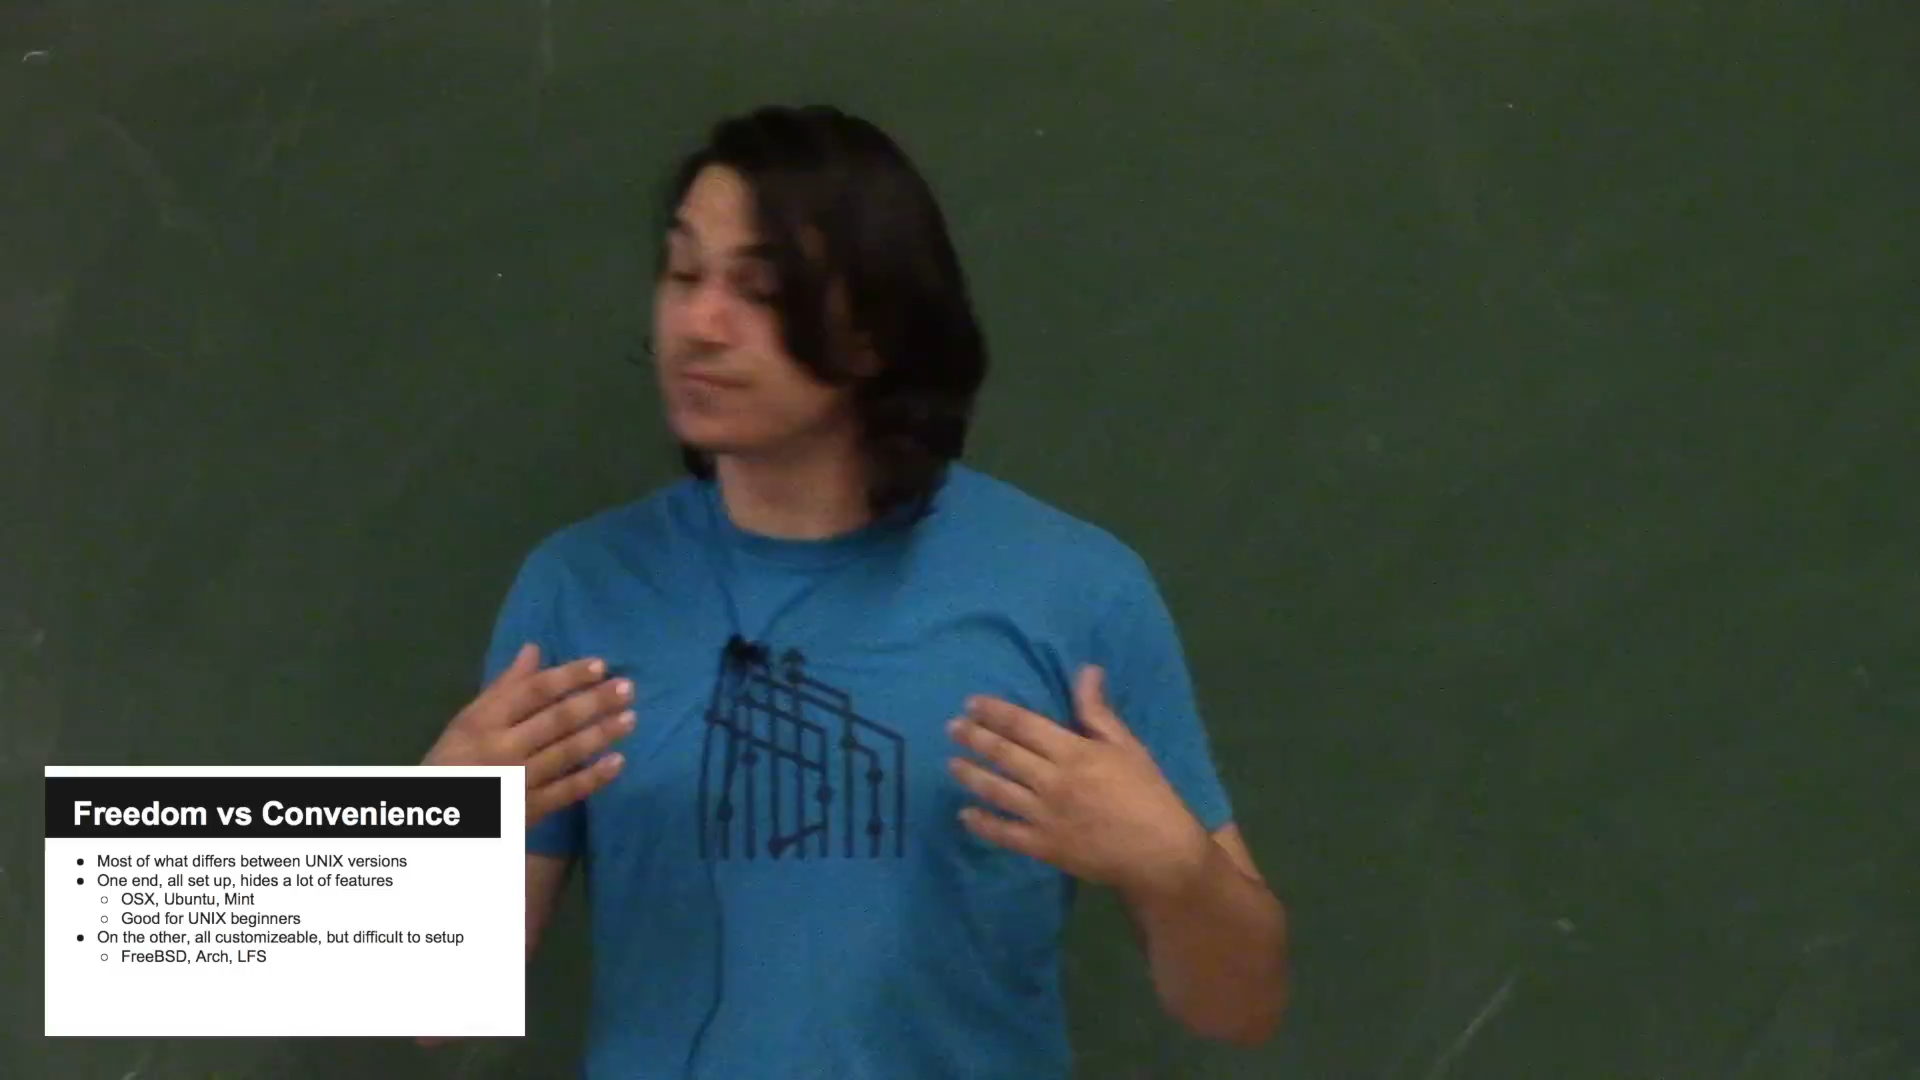 Freedom vs Convenience
● Most of what differs between UNIX versions
● One end, all set up, hides a lot of features
○ OSX, Ubuntu, Mint
○ Good for UNIX beginners
● On the other, all customizeable, but difficult to setup
○ FreeBSD, Arch, LFS